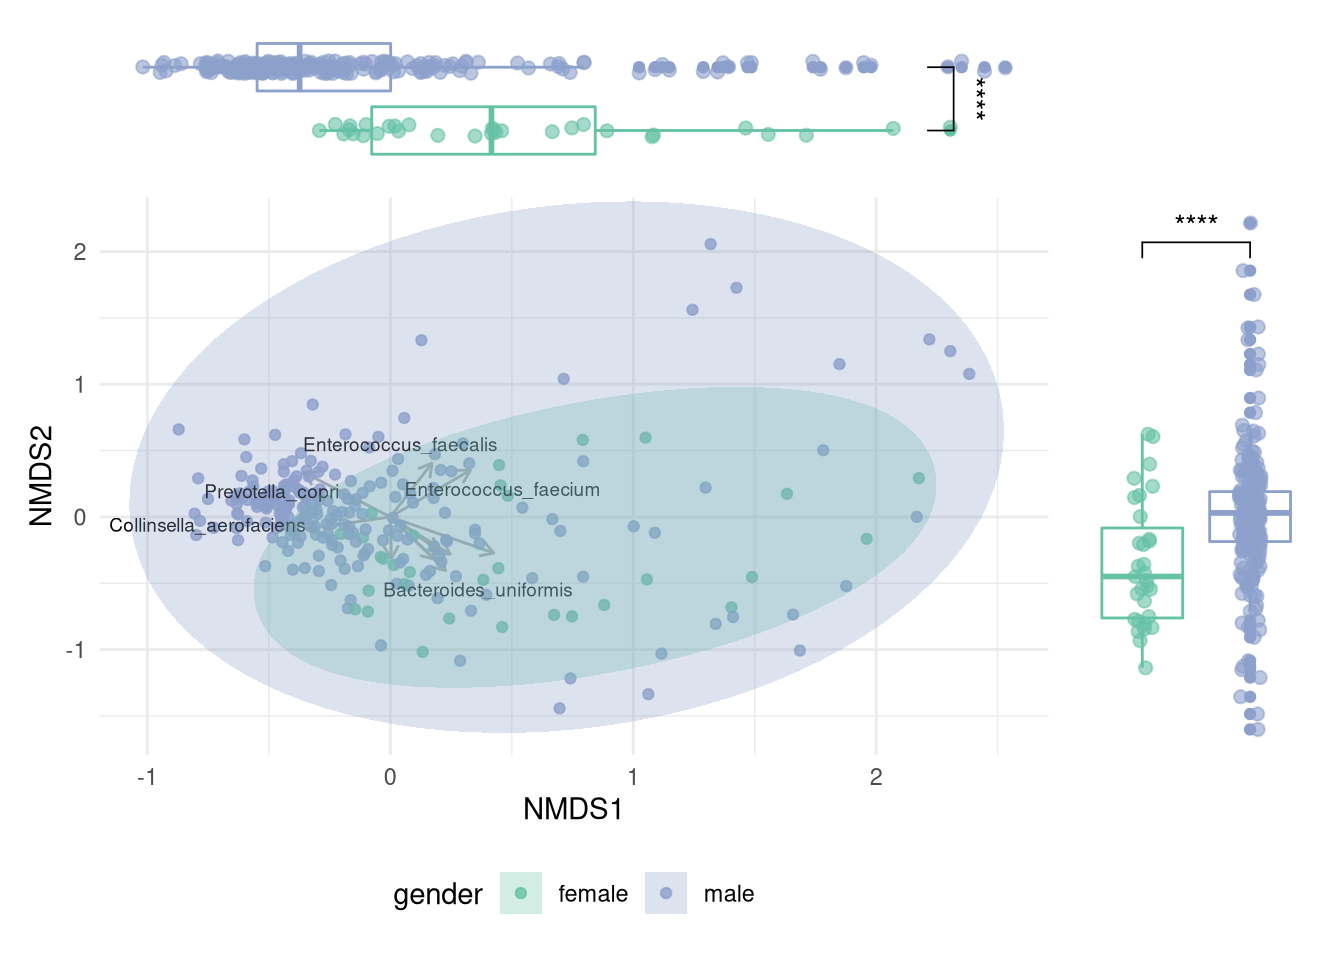 ****
****
2
1
0
-1
NMDS2
Enterococcus_faecalis
Prevotella_copri
Enterococcus_faecium
Collinsella_aerofaciens
Bacteroides_uniformis
-1
0
1
2
NMDS1
gender
female
male